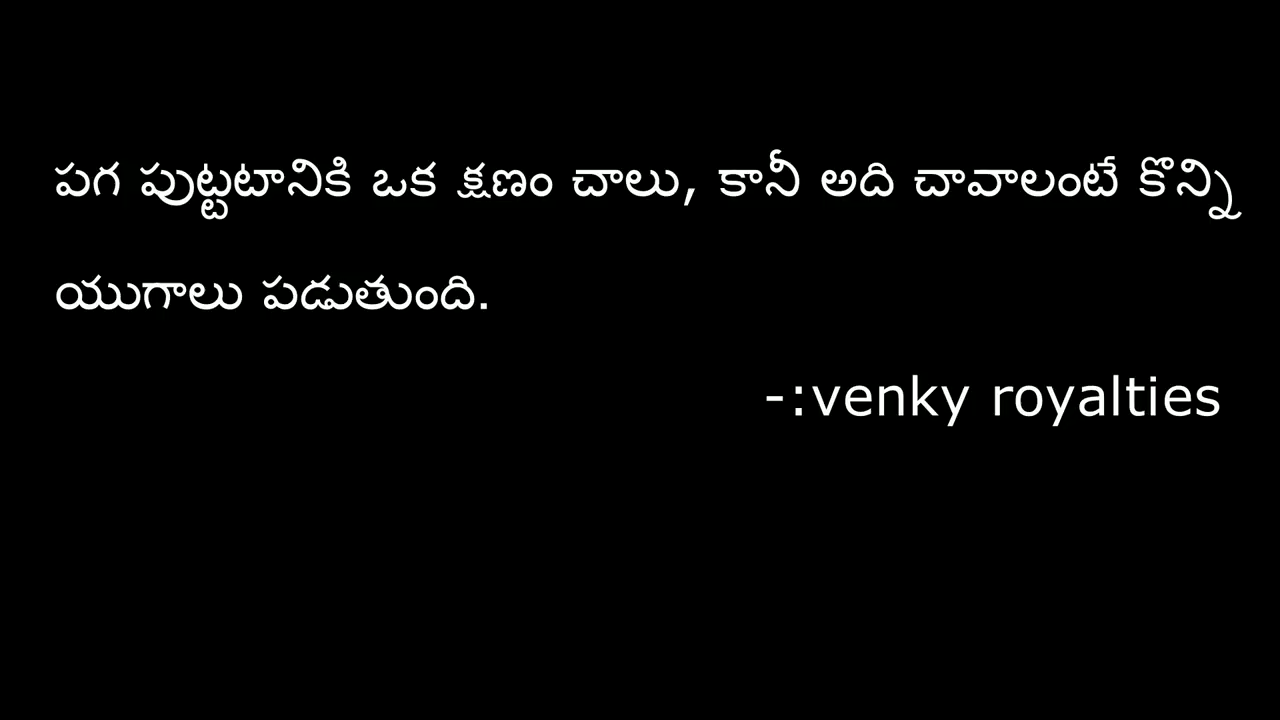 పగ పుట్టటానికి ఒక క్షణం చాలు, కానీ అది చావాలంటే కొన్ని
యుగాలు పడుతుంది.
-:venky royalties